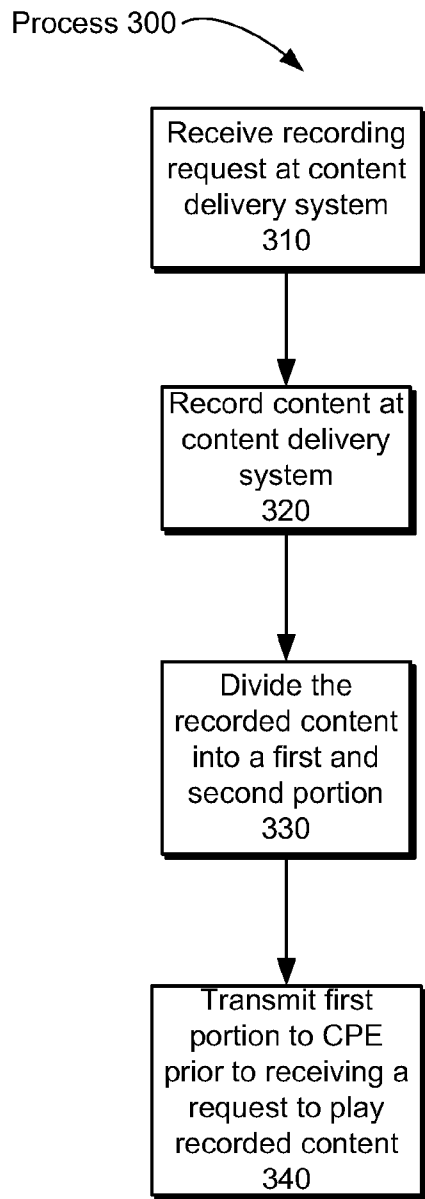 Process 300
Receive recording
request at content
delivery system
310
Record content at
content delivery
system
320
Divide the
recorded content
into a first and
second portion
330
Transmit first
portion to CPE
prior to receiving a
request to play
recorded content
340